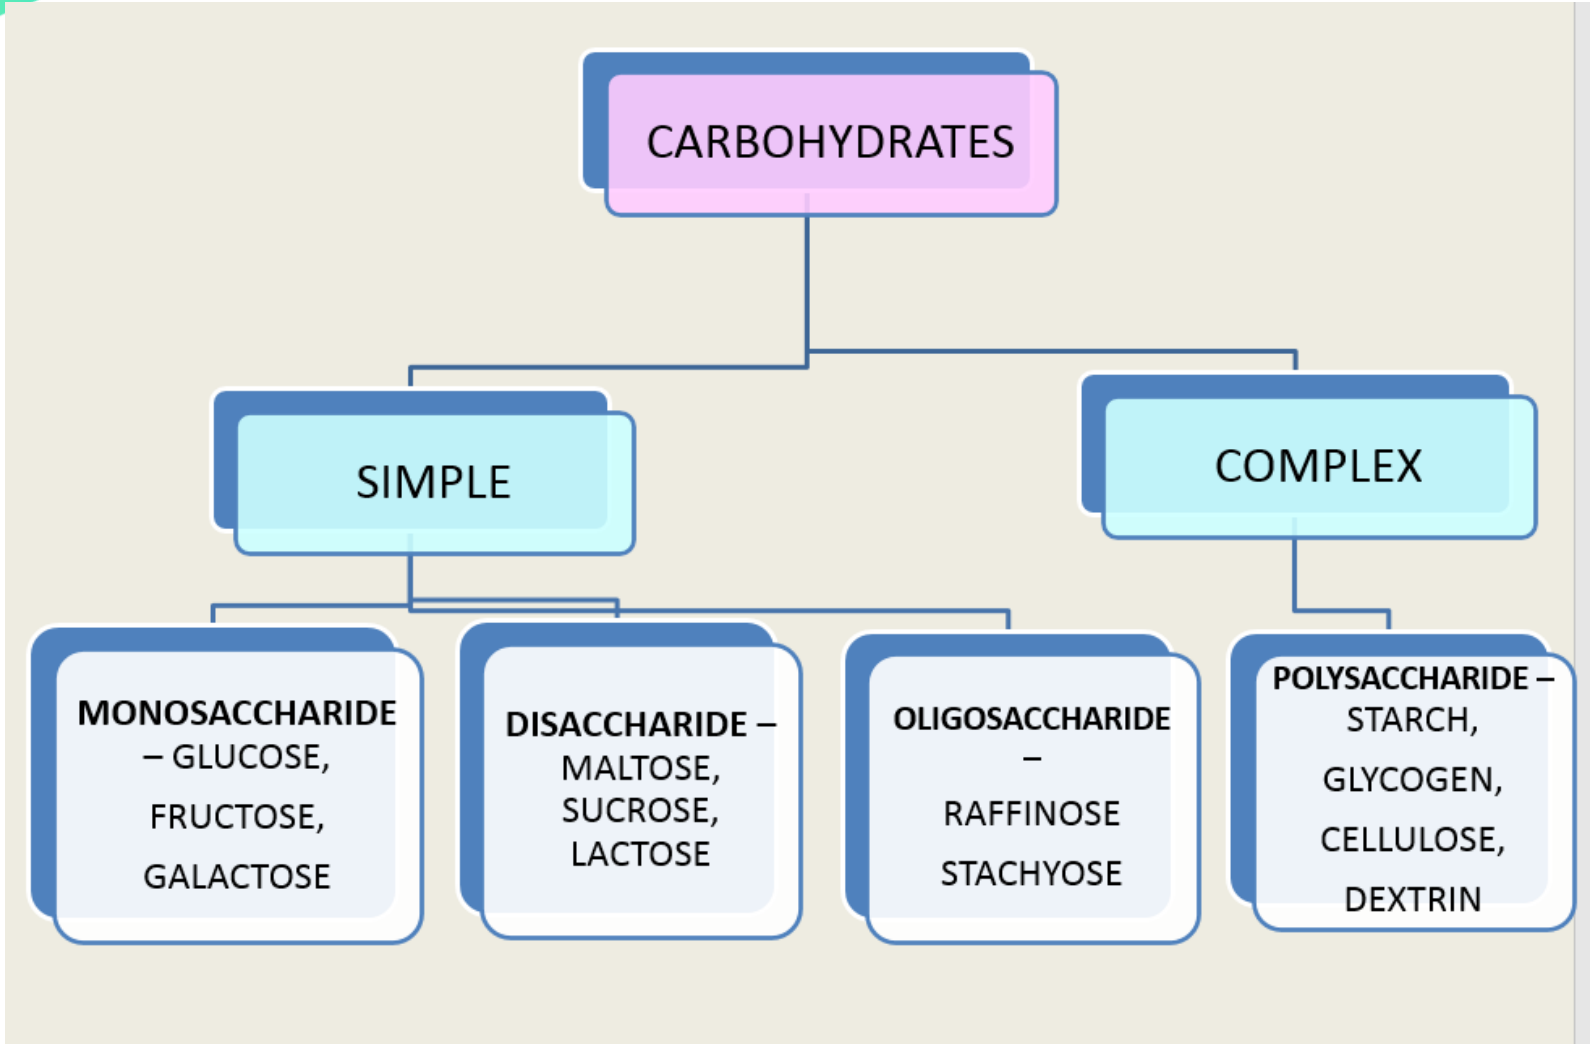 CARBOHYDRATES
SIMPLE
COMPLEX
MONOSACCHARIDE
– GLUCOSE,
FRUCTOSE,
GALACTOSE
DISACCHARIDE –
MALTOSE,
SUCROSE,
LACTOSE
OLIGOSACCHARIDE
–
RAFFINOSE
STACHYOSE
POLYSACCHARIDE –
STARCH,
GLYCOGEN,
CELLULOSE,
DEXTRIN